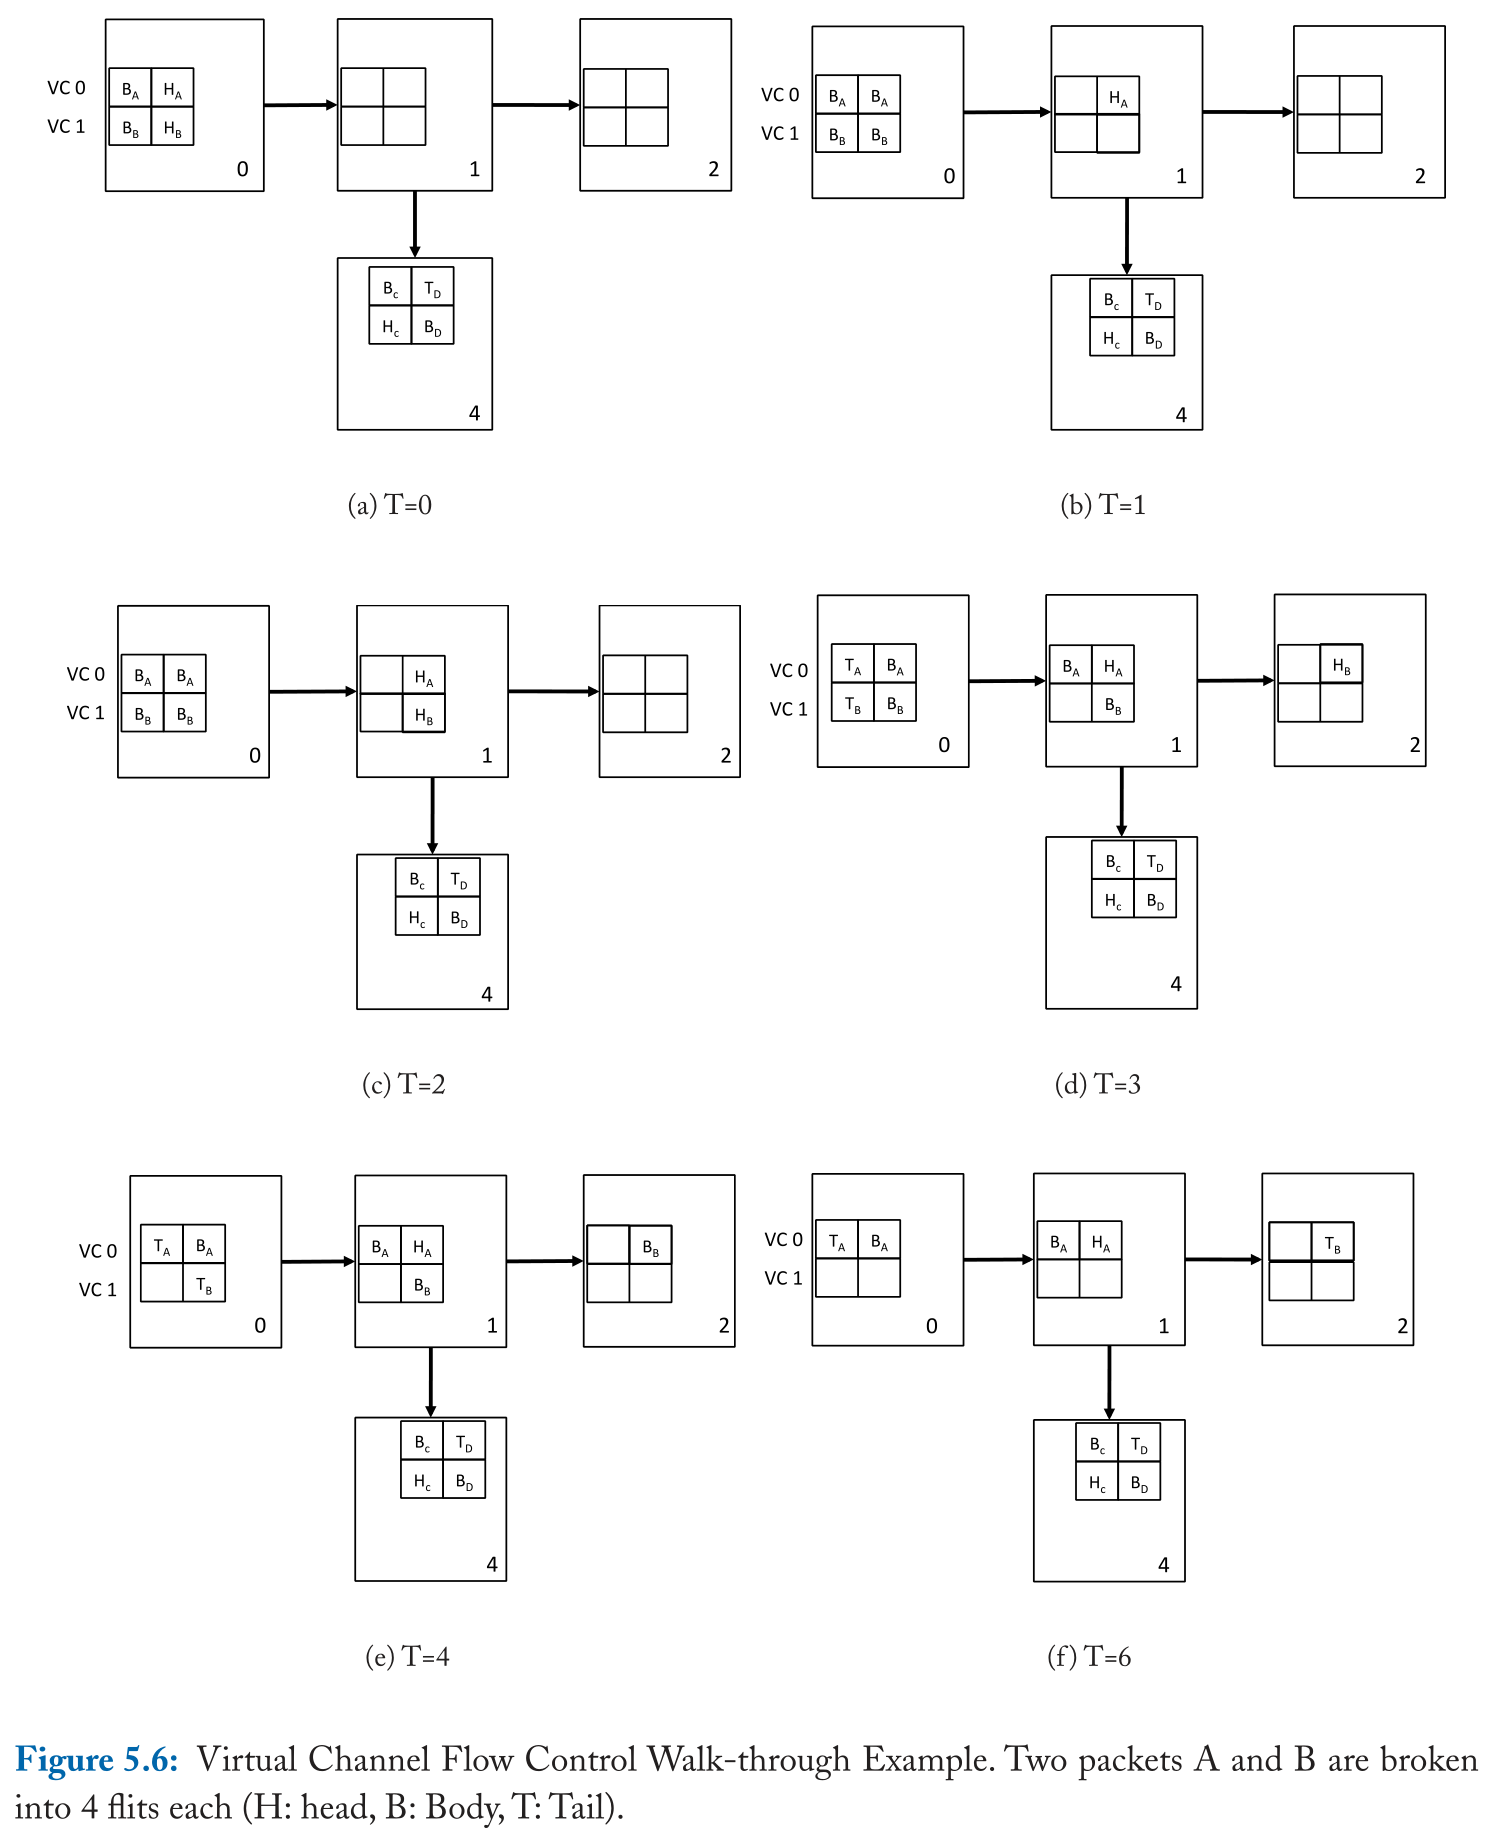 VC 0 B_A H_A
VC 1 B_B H_B
0 1 2
B_c T_D
H_c B_D
4
(a) T=0
VC 0 B_A B_A H_A
VC 1 B_B B_B
0 1 2
B_c T_D
H_c B_D
4
(b) T=1
VC 0 B_A B_A H_A
VC 1 B_B B_B H_B
0 1 2
B_c T_D
H_c B_D
4
(c) T=2
VC 0 T_A B_A B_A H_A H_B
VC 1 T_B B_B B_B
0 1 2
B_c T_D
H_c B_D
4
(d) T=3
VC 0 T_A B_A B_A H_A B_B
VC 1 T_B B_B
0 1 2
B_c T_D
H_c B_D
4
(e) T=4
VC 0 T_A B_A B_A H_A T_B
VC 1
0 1 2
B_c T_D
H_c B_D
4
(f) T=6
Figure 5.6: Virtual Channel Flow Control Walk-through Example. Two packets A and B are broken
into 4 flits each (H: head, B: Body, T: Tail).